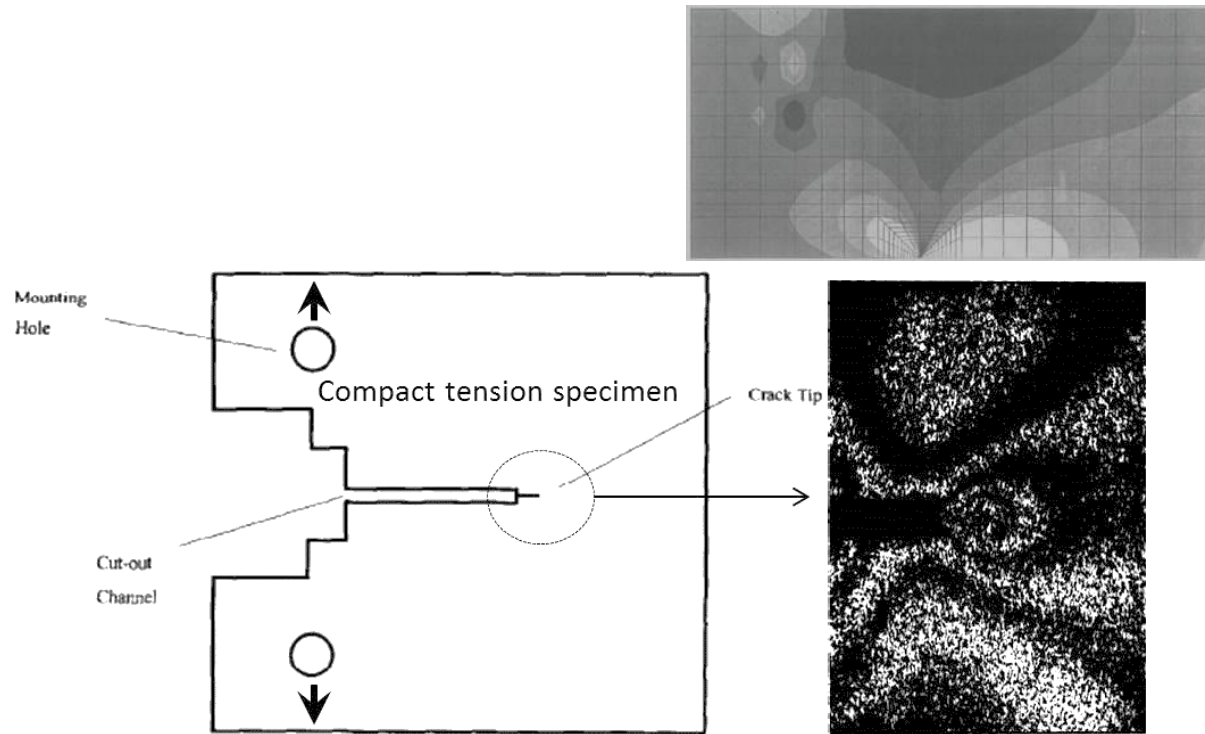 Mounting
Hole
Compact tension specimen
Crack Tip
Cut-out
Channel